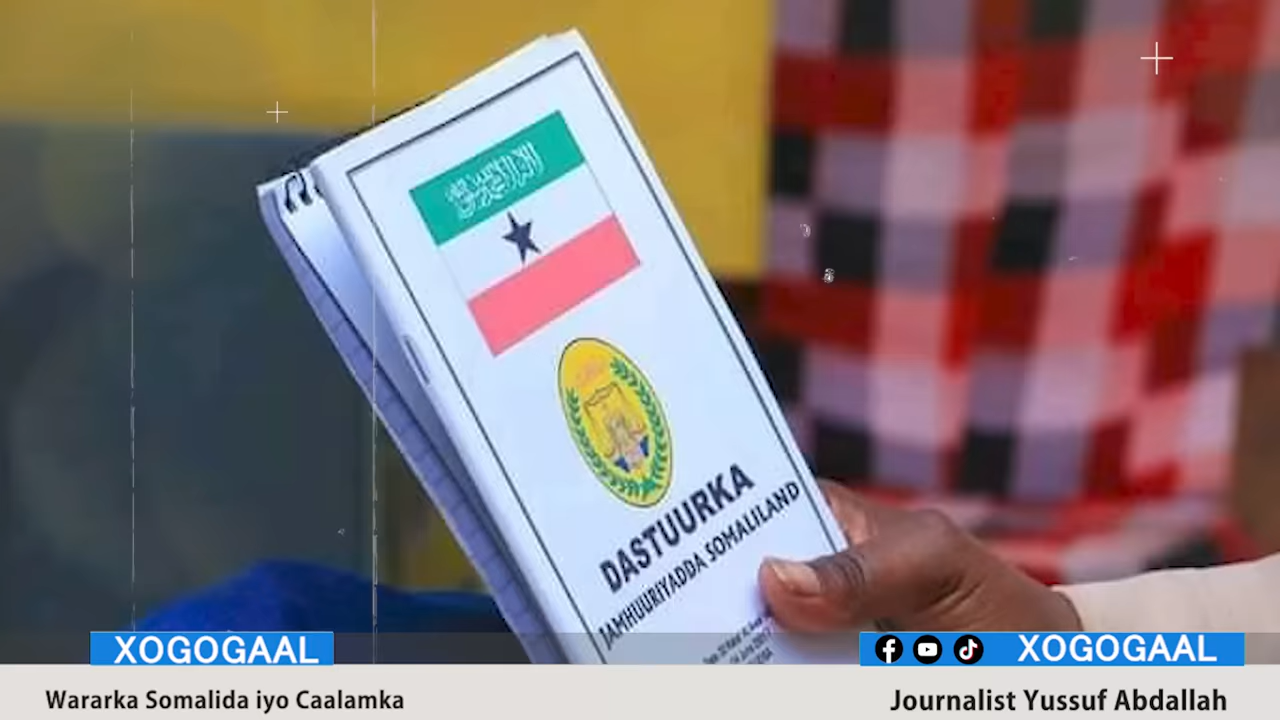 DASTUURKA
JAMHUURIYADDA SOMALILAND
XOGOGAAL
XOGOGAAL
Wararka Somalida iyo Caalamka
Journalist Yussuf Abdallah